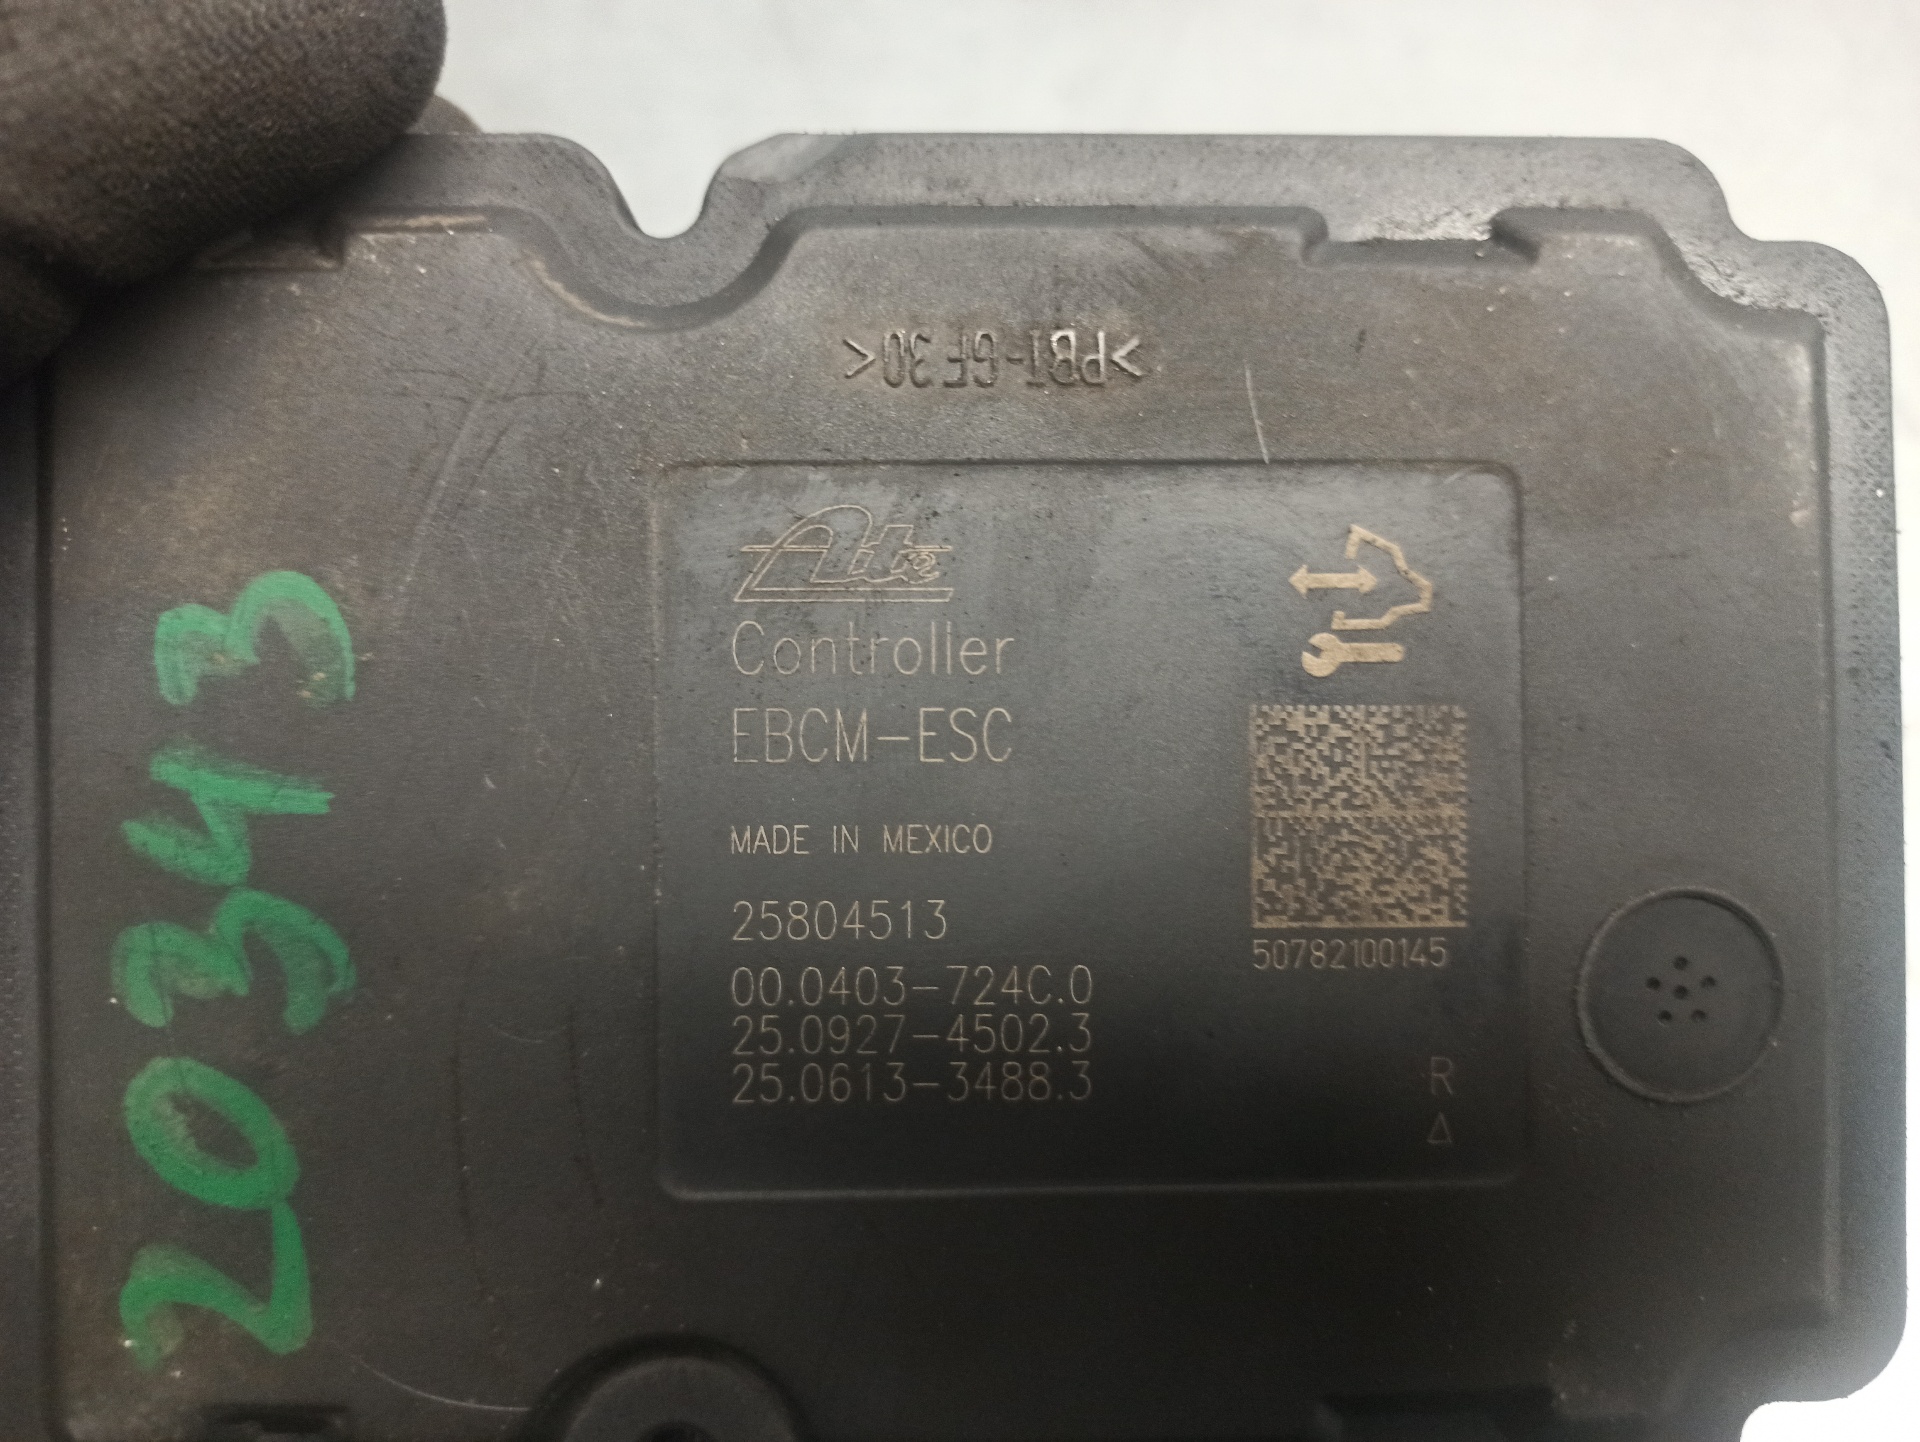 >PBT-GF30<
Ate
Controller
EBCM-ESC
MADE IN MEXICO
25804513
00.0403-724C.0
25.0927-4502.3
25.0613-3488.3
50782100145
R
20343